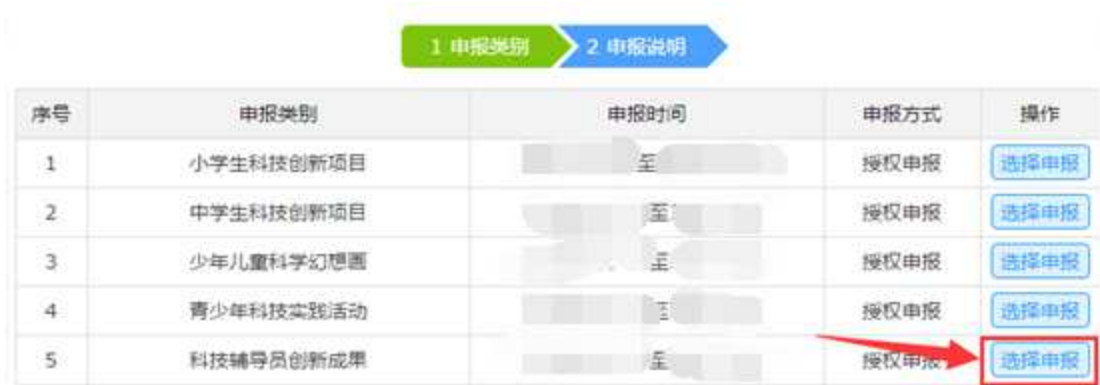 1 申报类别 2 申报说明
序号 申报类别 申报时间 申报方式 操作
1 小学生科技创新项目 至 授权申报 选择申报
2 中学生科技创新项目 至 授权申报 选择申报
3 少年儿童科学幻想画 至 授权申报 选择申报
4 青少年科技实践活动 至 授权申报 选择申报
5 科技辅导员创新成果 至 授权申报 选择申报